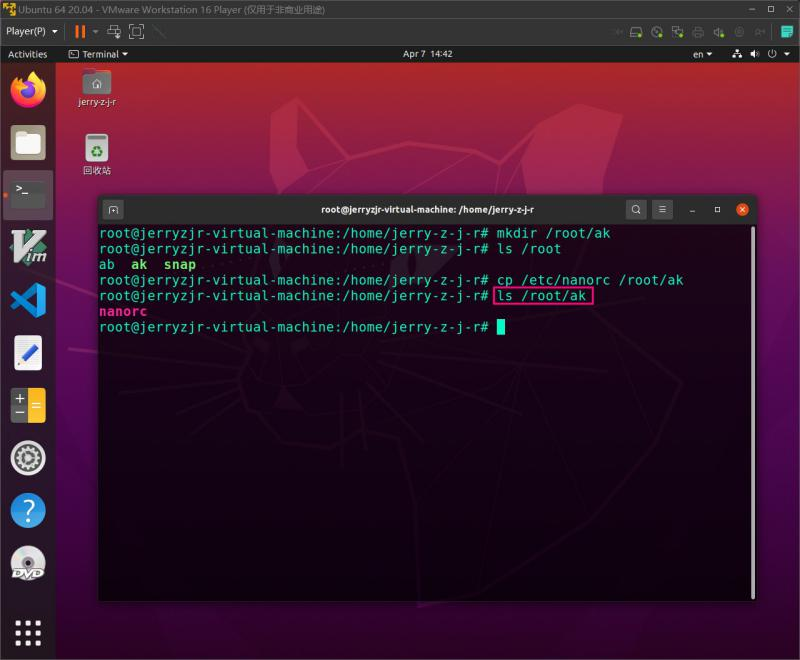 Ubuntu 64 20.04 - VMware Workstation 16 Player (仅用于非商业用途)
Player(P)
Activities
Terminal
Apr 7 14:42
en
jerry-z-j-r
回收站
root@jerryzjr-virtual-machine: /home/jerry-z-j-r
root@jerryzjr-virtual-machine:/home/jerry-z-j-r# mkdir /root/ak
root@jerryzjr-virtual-machine:/home/jerry-z-j-r# ls /root
ab ak snap
root@jerryzjr-virtual-machine:/home/jerry-z-j-r# cp /etc/nanorc /root/ak
root@jerryzjr-virtual-machine:/home/jerry-z-j-r# ls /root/ak
nanorc
root@jerryzjr-virtual-machine:/home/jerry-z-j-r#
>_
Vim
?
DVD